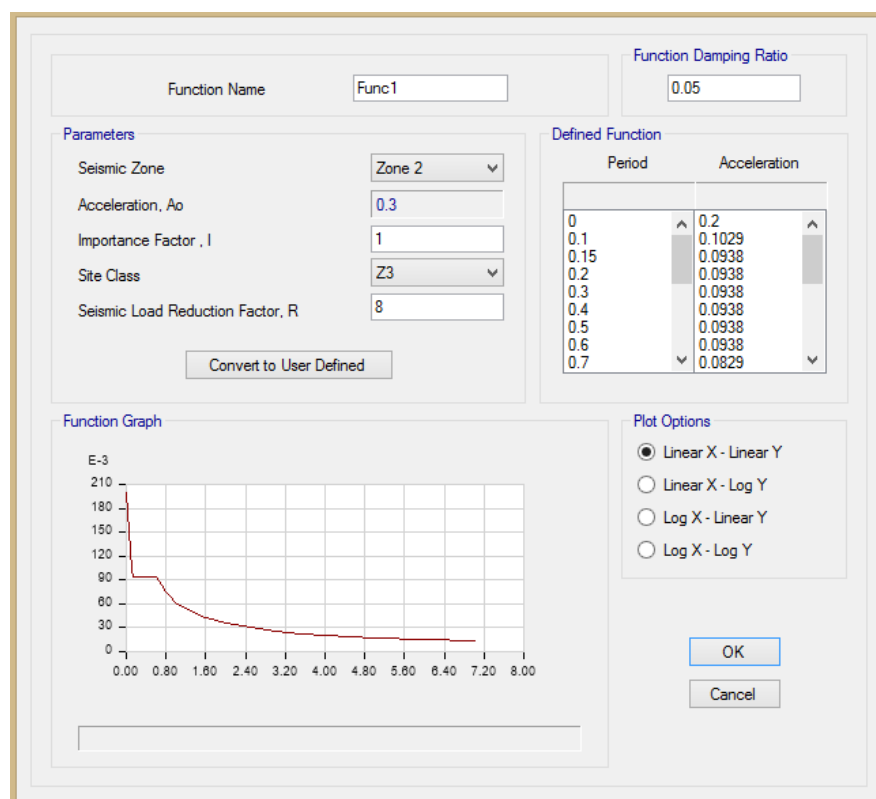 Function Damping Ratio
Function Name Func1 0.05
Parameters
Seismic Zone Zone 2
Acceleration, Ao 0.3
Importance Factor , I 1
Site Class Z3
Seismic Load Reduction Factor, R 8
Convert to User Defined
Defined Function
Period Acceleration
0 0.2
0.1 0.1029
0.15 0.0938
0.2 0.0938
0.3 0.0938
0.4 0.0938
0.5 0.0938
0.6 0.0938
0.7 0.0829
Function Graph
E-3
210
180
150
120
90
60
30
0
0.00 0.80 1.60 2.40 3.20 4.00 4.80 5.60 6.40 7.20 8.00
Plot Options
Linear X - Linear Y
Linear X - Log Y
Log X - Linear Y
Log X - Log Y
OK
Cancel